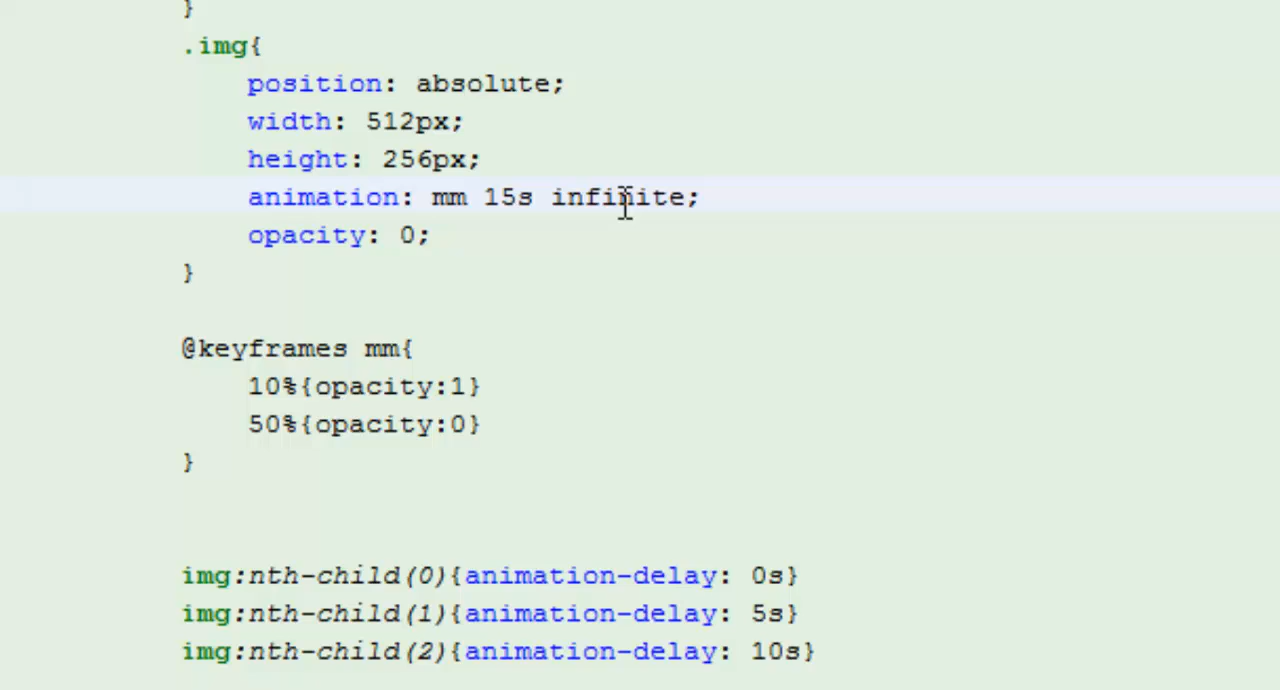 }
.img{
position: absolute;
width: 512px;
height: 256px;
animation: mm 15s infinite;
opacity: 0;
}
@keyframes mm{
10%{opacity:1}
50%{opacity:0}
}
img:nth-child(0){animation-delay: 0s}
img:nth-child(1){animation-delay: 5s}
img:nth-child(2){animation-delay: 10s}